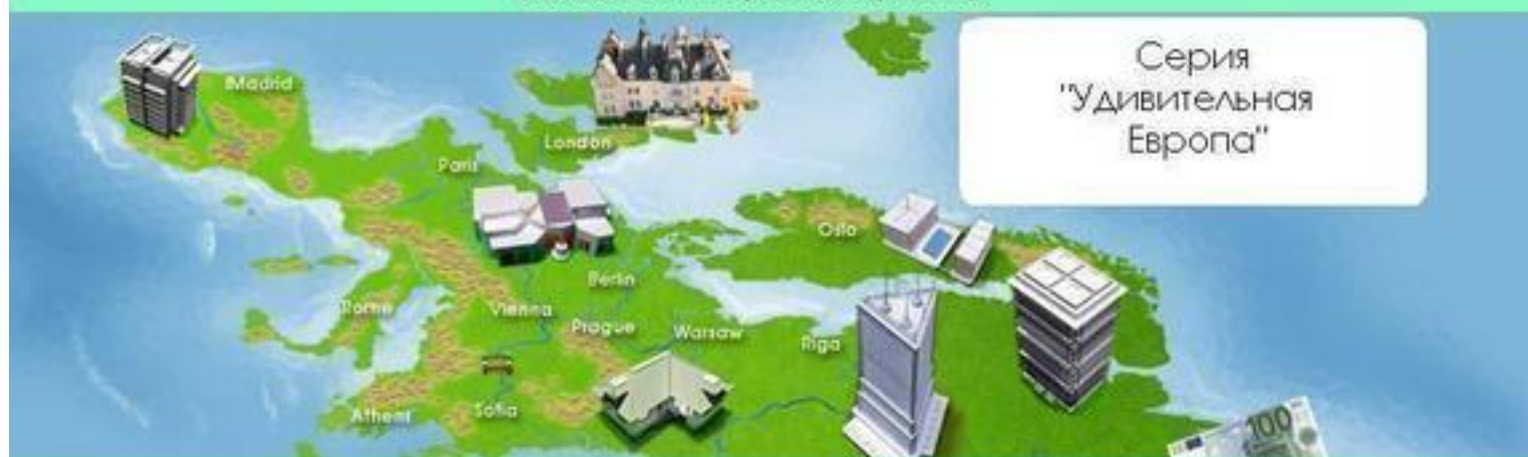 Серия
"Удивительная
Европа"
Madrid
London
Paris
Oslo
Berlin
Rome
Vienna
Prague
Warsaw
Riga
Athens
Sofia
100